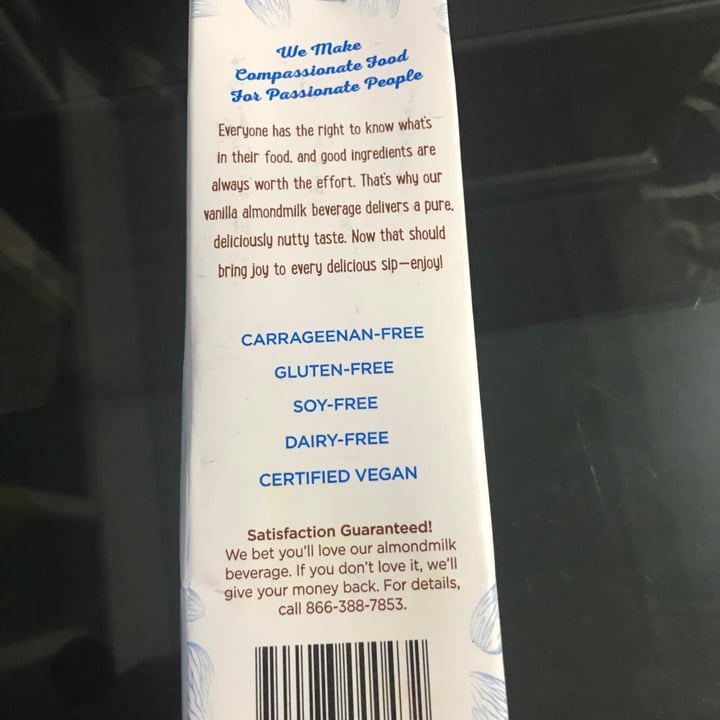 We Make
Compassionate Food
For Passionate People
Everyone has the right to know what's
in their food, and good ingredients are
always worth the effort. That's why our
vanilla almondmilk beverage delivers a pure,
deliciously nutty taste. Now that should
bring joy to every delicious sip—enjoy!
CARRAGEENAN-FREE
GLUTEN-FREE
SOY-FREE
DAIRY-FREE
CERTIFIED VEGAN
Satisfaction Guaranteed!
We bet you'll love our almondmilk
beverage. If you don't love it, we'll
give your money back. For details,
call 866-388-7853.